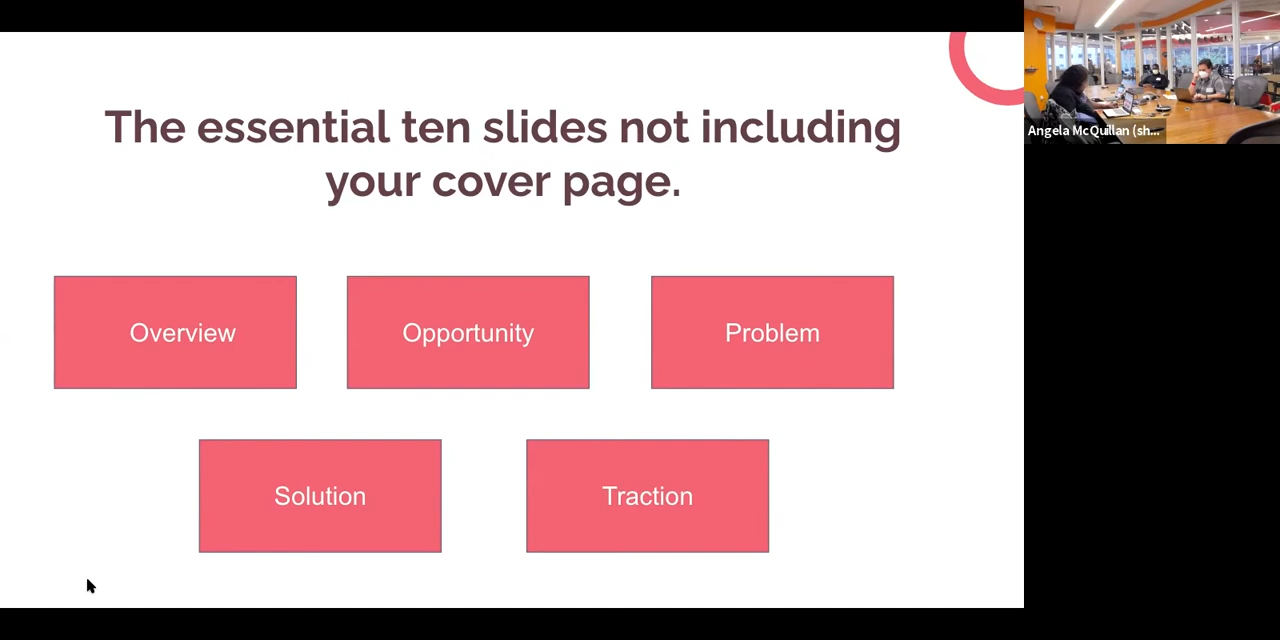 The essential ten slides not including
your cover page.
Angela McQuillan (sh...
Overview
Opportunity
Problem
Solution
Traction